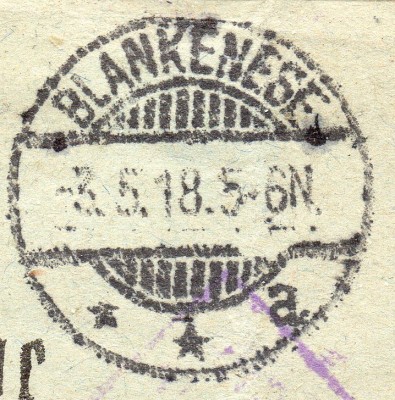 BLANKENESE
-3.5.18.5-6N.
* * a.